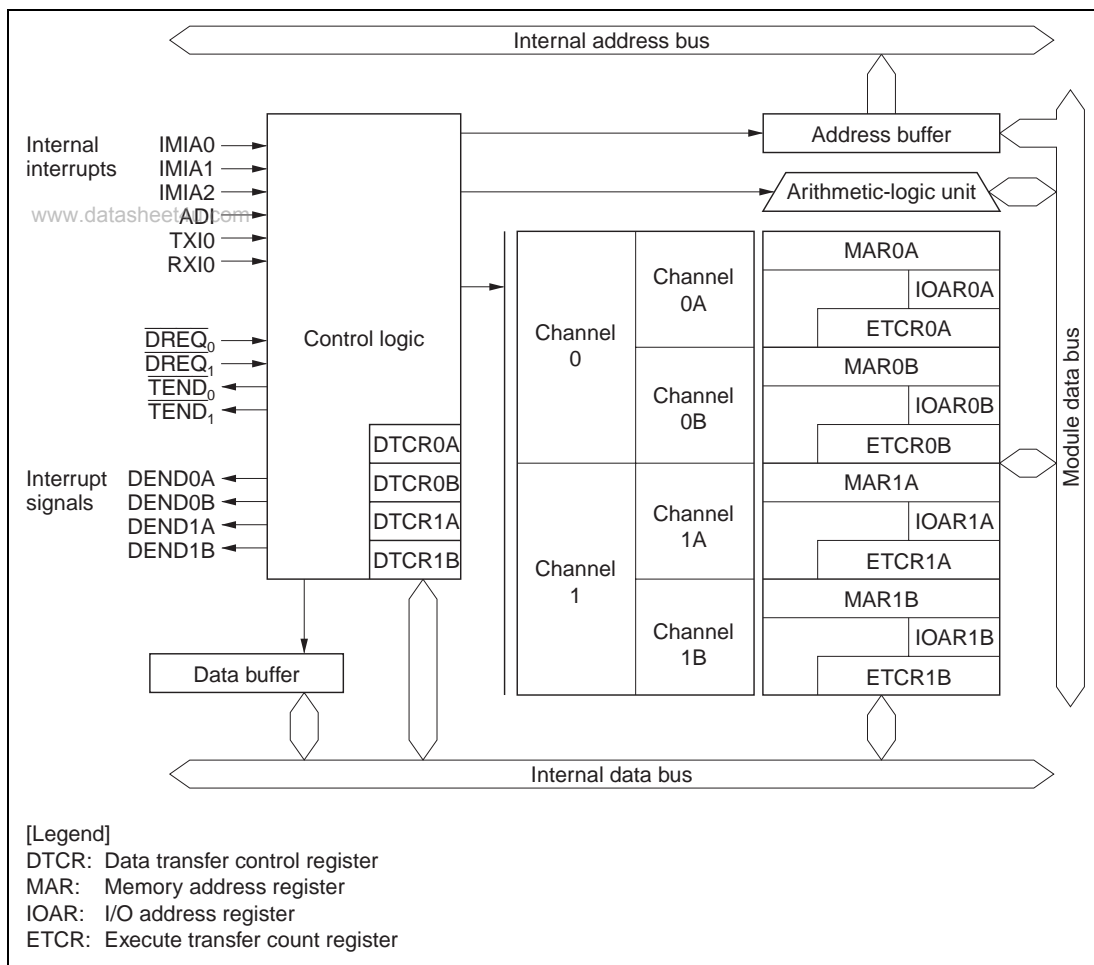 Internal address bus
Internal interrupts
IMIA0
IMIA1
IMIA2
ADI
TXI0
RXI0
www.datasheet4u.com
DREQ0
DREQ1
TEND0
TEND1
Interrupt signals
DEND0A
DEND0B
DEND1A
DEND1B
Control logic
DTCR0A
DTCR0B
DTCR1A
DTCR1B
Data buffer
Address buffer
Arithmetic-logic unit
Channel 0
Channel 0A
Channel 0B
Channel 1
Channel 1A
Channel 1B
MAR0A
IOAR0A
ETCR0A
MAR0B
IOAR0B
ETCR0B
MAR1A
IOAR1A
ETCR1A
MAR1B
IOAR1B
ETCR1B
Module data bus
Internal data bus
[Legend]
DTCR: Data transfer control register
MAR: Memory address register
IOAR: I/O address register
ETCR: Execute transfer count register